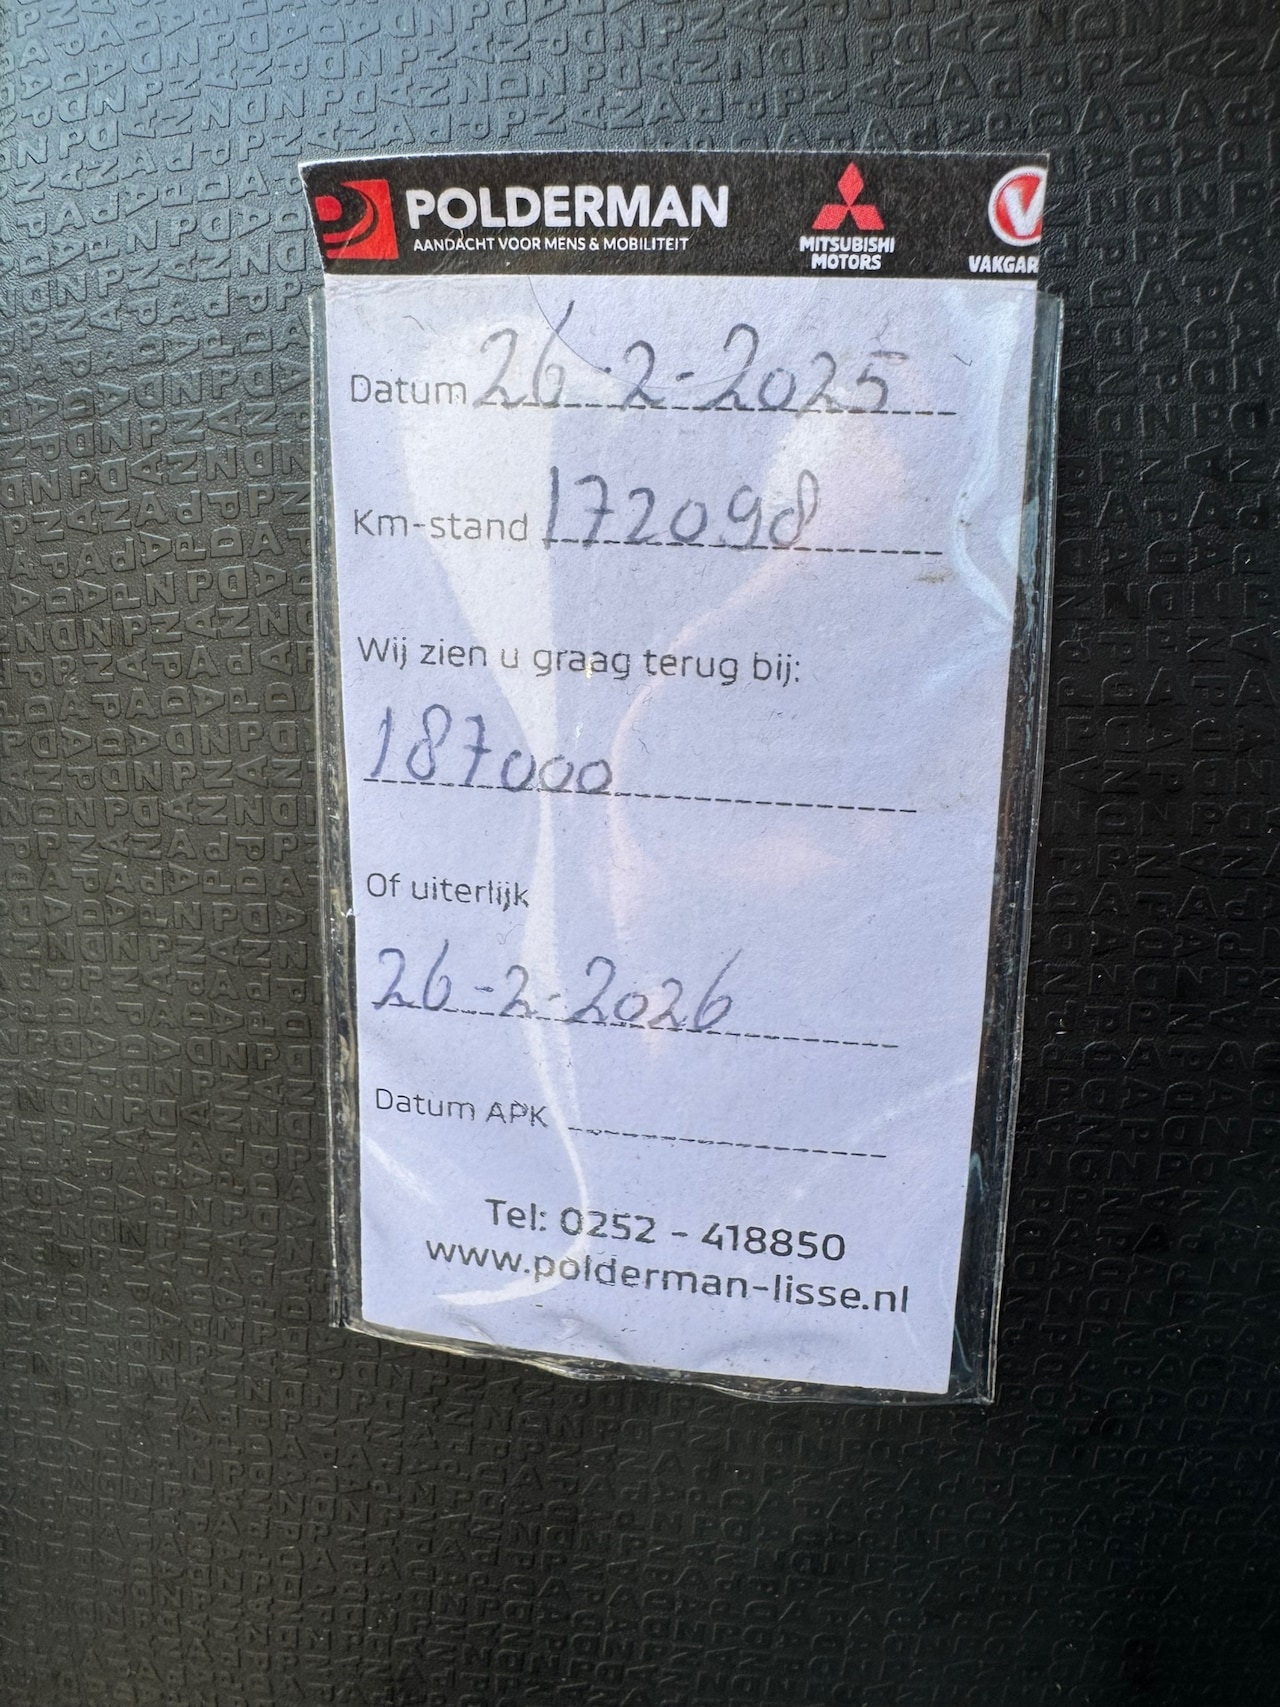 POLDERMAN
AANDACHT VOOR MENS & MOBILITEIT
MITSUBISHI
MOTORS
VAKGAR
Datum 26-2-2025
Km-stand 172098
Wij zien u graag terug bij:
187000
Of uiterlijk
26-2-2026
Datum APK
Tel: 0252 - 418850
www.polderman-lisse.nl